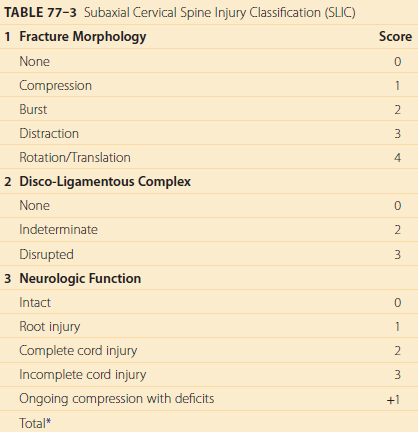 TABLE 77–3 Subaxial Cervical Spine Injury Classification (SLIC)
1 Fracture Morphology Score
None 0
Compression 1
Burst 2
Distraction 3
Rotation/Translation 4
2 Disco-Ligamentous Complex
None 0
Indeterminate 2
Disrupted 3
3 Neurologic Function
Intact 0
Root injury 1
Complete cord injury 2
Incomplete cord injury 3
Ongoing compression with deficits +1
Total*